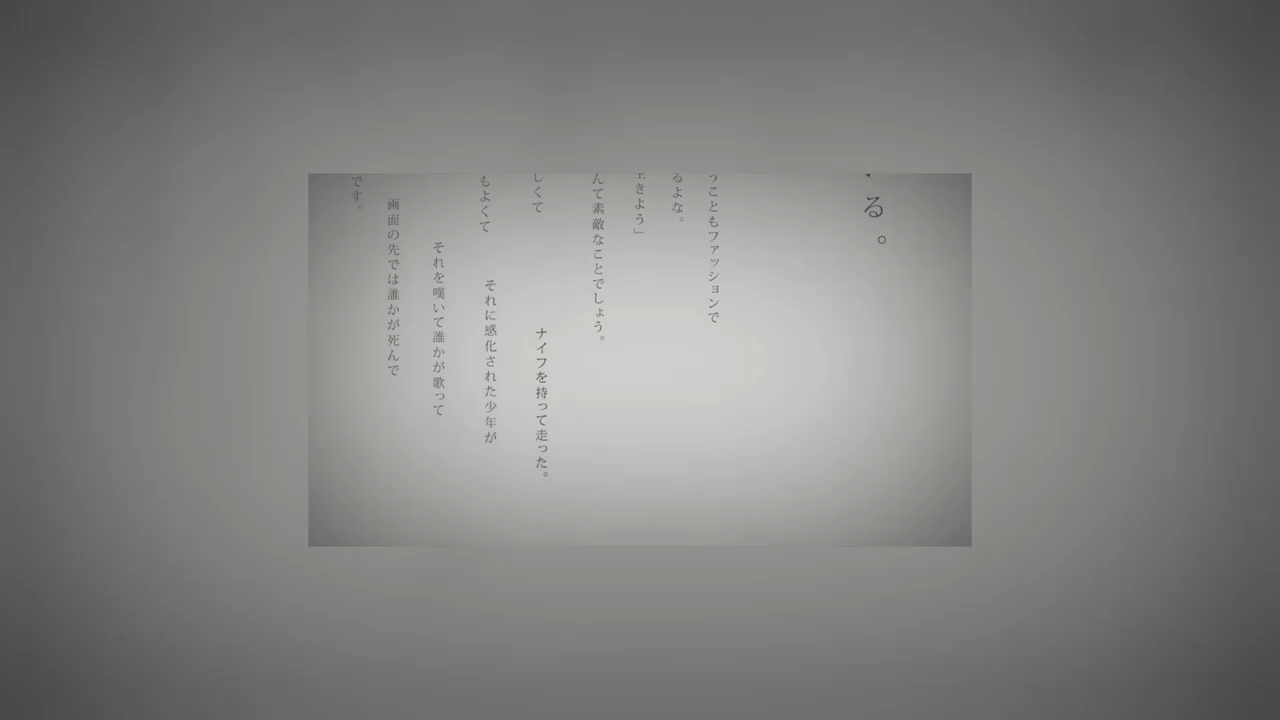 る。
うこともファッションで
るよな。
生きよう」
んて素敵なことでしょう。
しくて
ナイフを持って走った。
もよくて
それに感化された少年が
それを嘆いて誰かが歌って
画面の先では誰かが死んで
です。